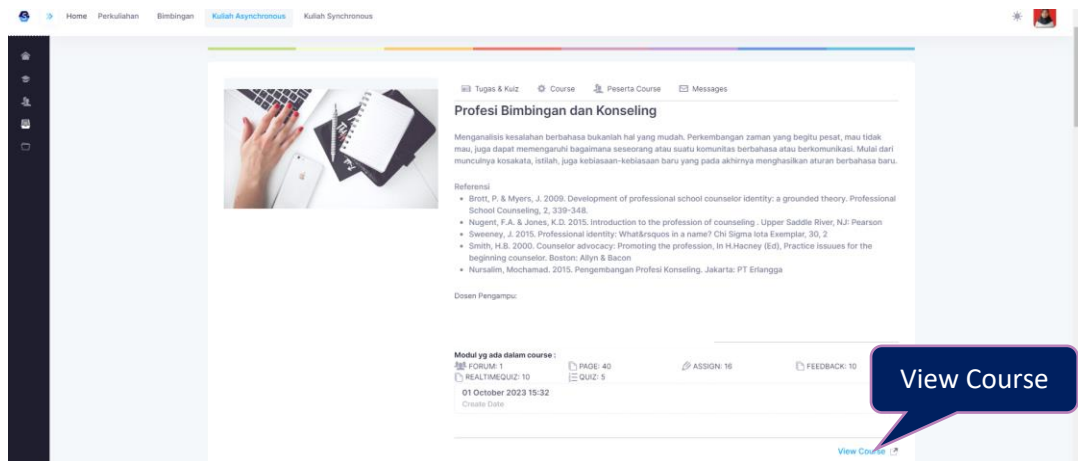 Home Perkuliahan Bimbingan Kuliah Asynchronous Kuliah Synchronous
Tugas & Kuiz Course Peserta Course Messages
Profesi Bimbingan dan Konseling
Menganalisis kesalahan berbahasa bukanlah hal yang mudah. Perkembangan zaman yang begitu pesat, mau tidak
mau, juga dapat memengaruhi bagaimana seseorang atau suatu komunitas berbahasa atau berkomunikasi. Mulai dari
munculnya kosakata, istilah, juga kebiasaan-kebiasaan baru yang pada akhirnya menghasilkan aturan berbahasa baru.
Referensi
Brott, P. & Myers, J. 2009. Development of professional school counselor identity: a grounded theory. Professional
School Counseling, 2, 339-348.
Nugent, F.A. & Jones, K.D. 2015. Introduction to the profession of counseling . Upper Saddle River, NJ: Pearson
Sweeney, J. 2015. Professional identity: What&rsquos in a name? Chi Sigma Iota Exemplar, 30, 2
Smith, H.B. 2000. Counselor advocacy: Promoting the profession, in H.Hacney (Ed), Practice issuues for the
beginning counselor. Boston: Allyn & Bacon
Nursalim, Mochamad. 2015. Pengembangan Profesi Konseling. Jakarta: PT Erlangga
Dosen Pengampu:
Modul yg ada dalam course :
FORUM: 1 PAGE: 40 ASSIGN: 16 FEEDBACK: 10
REALTIMEQUIZ: 10 QUIZ: 5
01 October 2023 15:32
Create Date
View Course
View Course